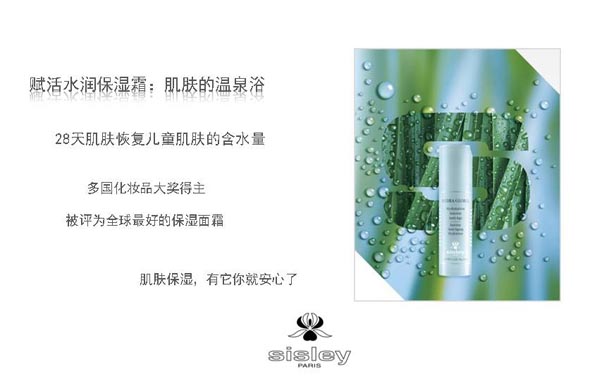 赋活水润保湿霜：肌肤的温泉浴
28天肌肤恢复儿童肌肤的含水量
多国化妆品大奖得主
被评为全球最好的保湿面霜
肌肤保湿，有它你就安心了
HYDRA-GLOBAL
sisley
PARIS